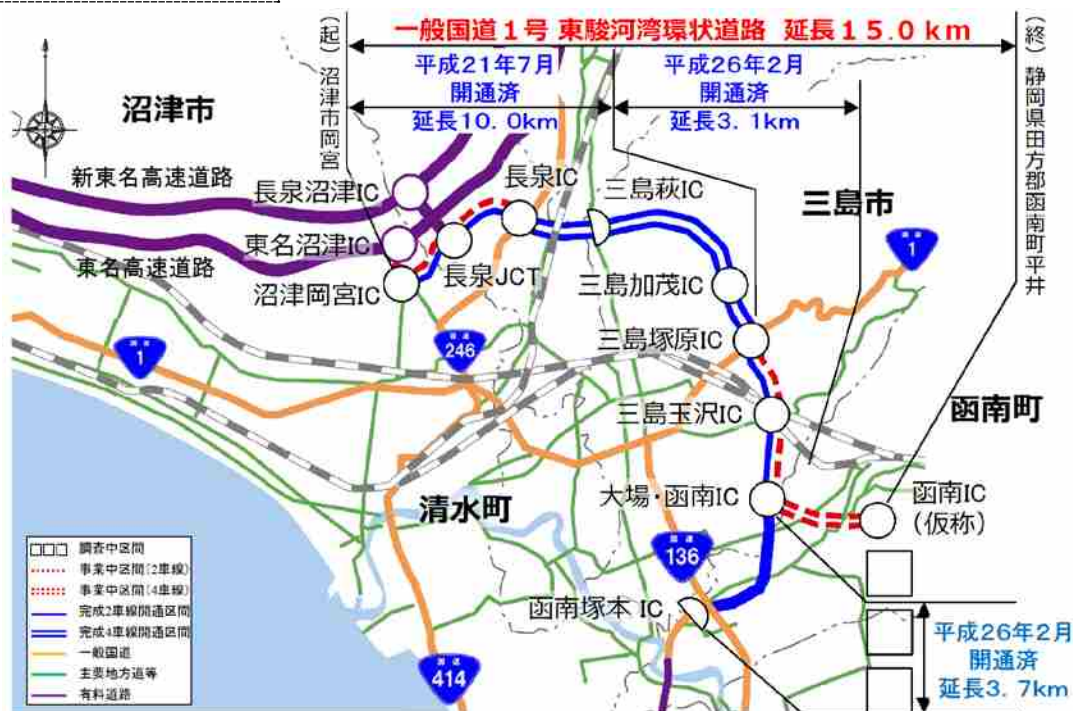 一般国道1号 東駿河湾環状道路 延長15.0km
(起)沼津市岡宮
(終)静岡県田方郡函南町平井
平成21年7月
開通済
延長10.0km
平成26年2月
開通済
延長3.1km
沼津市
三島市
新東名高速道路
長泉沼津IC
長泉IC
三島萩IC
国道
1
東名沼津IC
東名高速道路
長泉JCT
沼津岡宮IC
三島加茂IC
国道
1
国道
246
三島塚原IC
三島玉沢IC
函南町
大場・函南IC
函南IC
(仮称)
清水町
国道
136
函南塚本IC
国道
414
平成26年2月
開通済
延長3.7km
調査中区間
事業中区間(2車線)
事業中区間(4車線)
完成2車線開通区間
完成4車線開通区間
一般国道
主要地方道等
有料道路